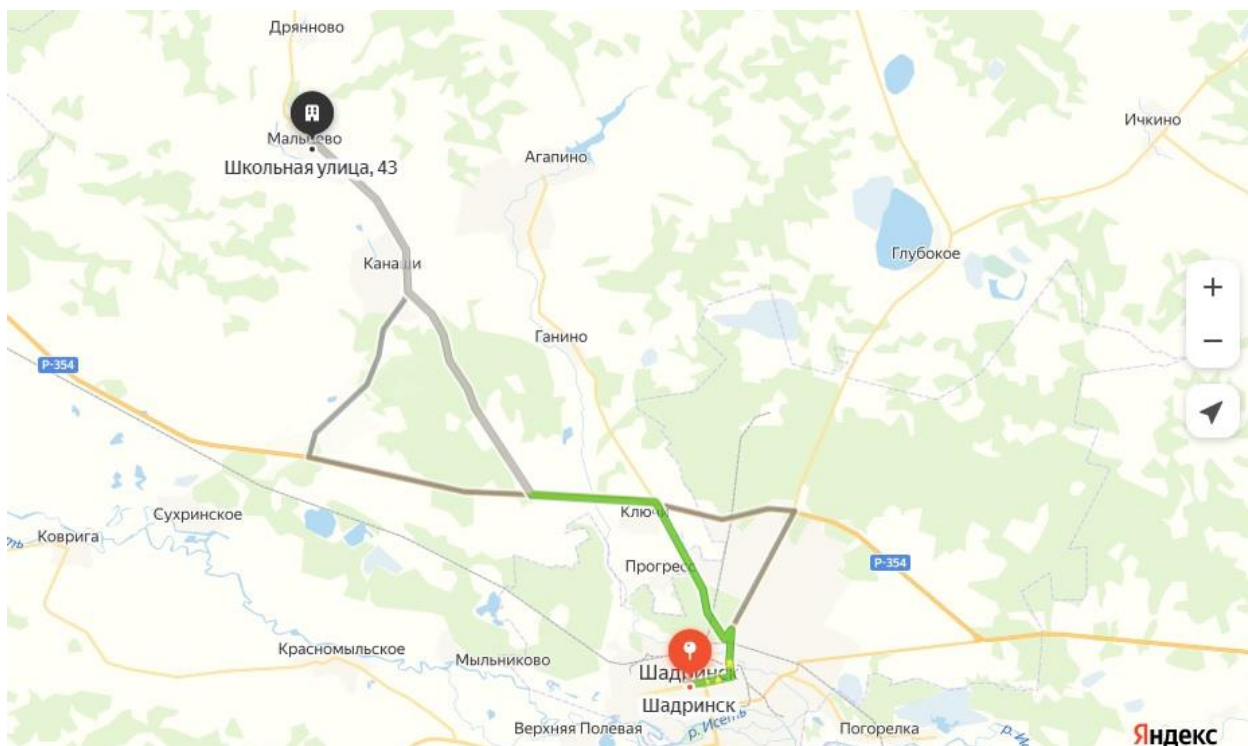 Дрянново
Мальцево
Школьная улица, 43
Ичкино
Агапино
Канаши
Глубокое
Ганино
Р-354
Сухринское
Ключи
Коврига
Прогресс
Р-354
Красномыльское
Мыльниково
Шадринск
Шадринск
Верхняя Полевая
р. Исеть
Погорелка
Яндекс